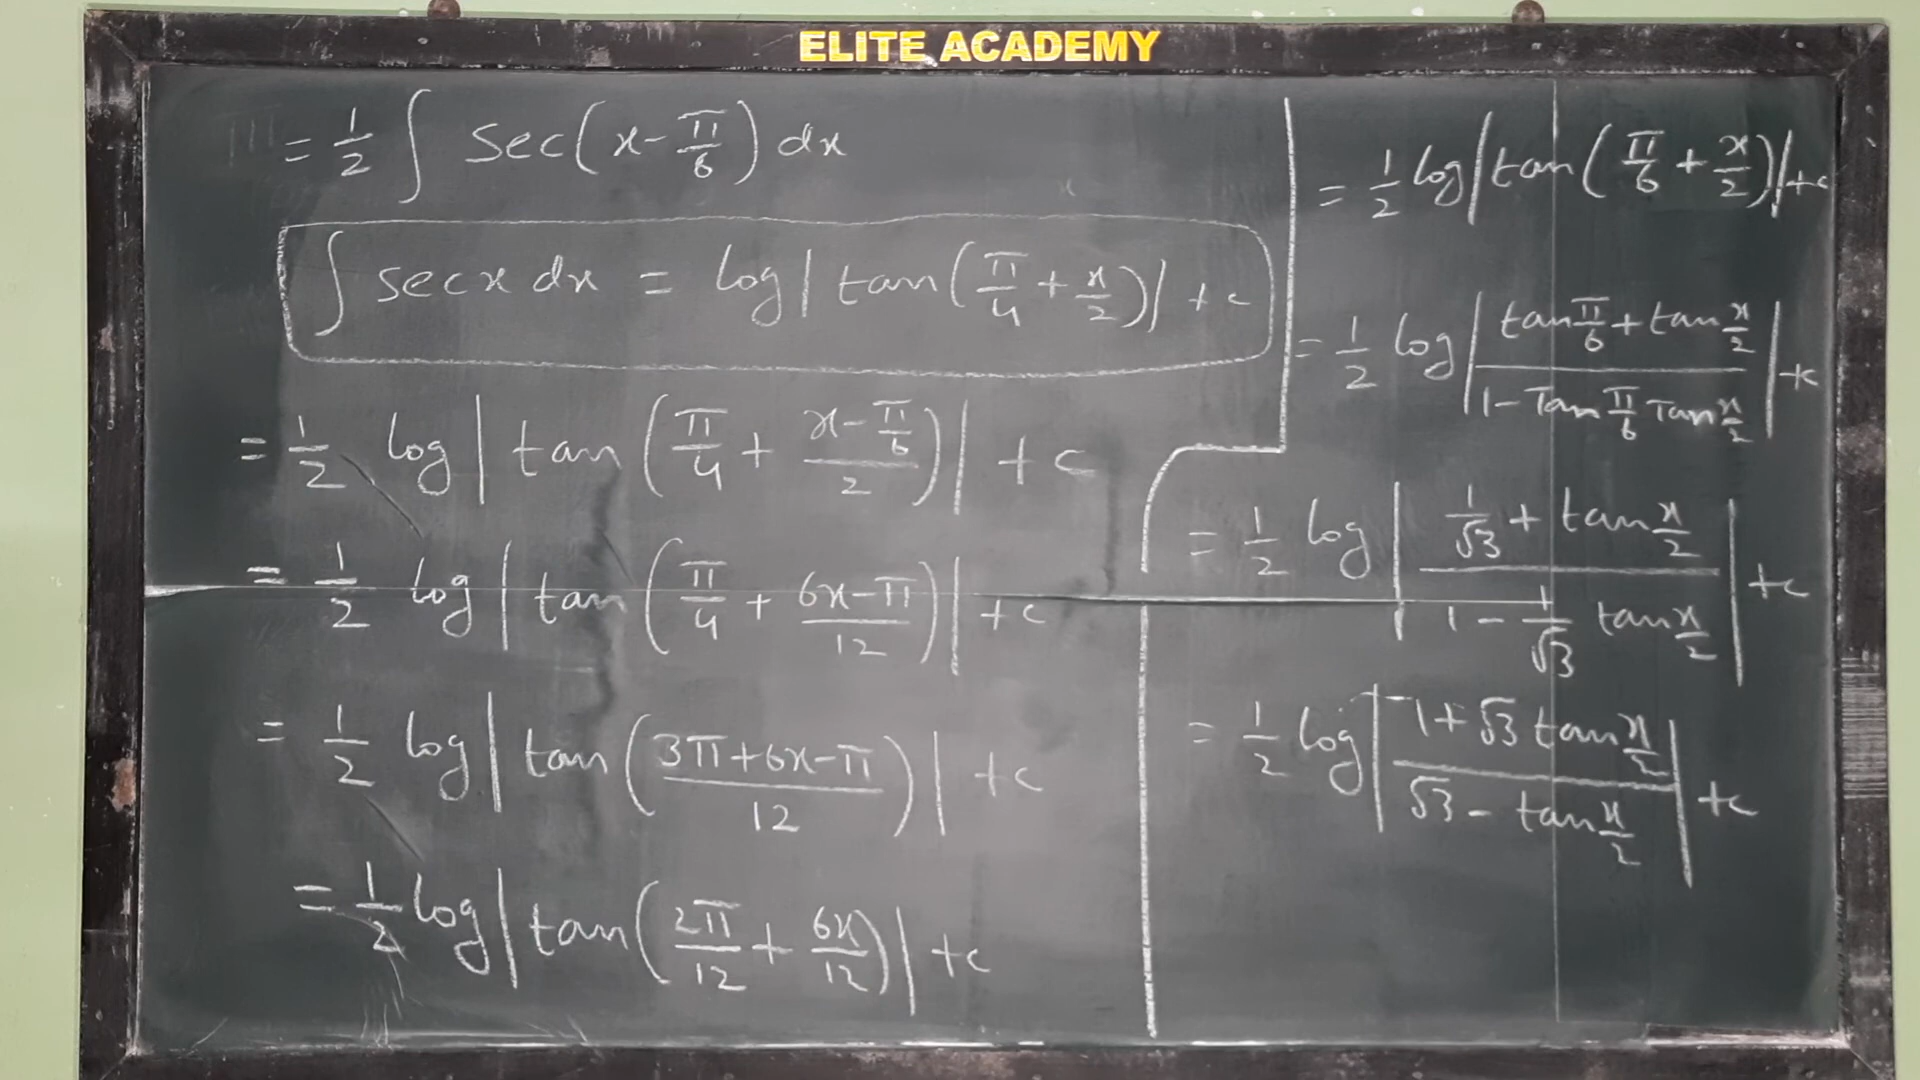 ELITE ACADEMY
= 1/2 ∫ sec(x - π/6) dx
∫ sec x dx = log | tan(π/4 + x/2) | + c
= 1/2 log | tan (π/4 + (x - π/6)/2) | + c
= 1/2 log | tan (π/4 + (6x - π)/12) | + c
= 1/2 log | tan ((3π + 6x - π)/12) | + c
= 1/2 log | tan (2π/12 + 6x/12) | + c
= 1/2 log | tan (π/6 + x/2) | + c
= 1/2 log | (tan π/6 + tan x/2)/(1 - Tan π/6 Tan x/2) | + c
= 1/2 log | (1/√3 + tan x/2)/(1 - 1/√3 tan x/2) | + c
= 1/2 log | (1 + √3 tan x/2)/(√3 - tan x/2) | + c